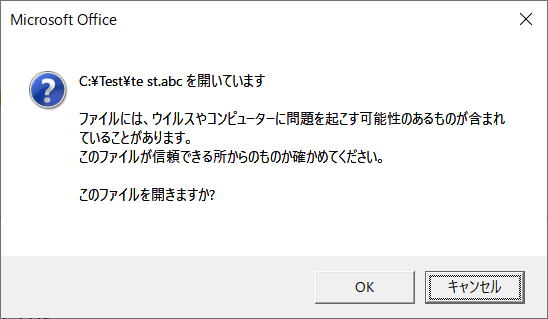 Microsoft Office
C:¥Test¥te st.abc を開いています
ファイルには、ウイルスやコンピューターに問題を起こす可能性のあるものが含まれ
ていることがあります。
このファイルが信頼できる所からのものか確かめてください。
このファイルを開きますか?
OK
キャンセル